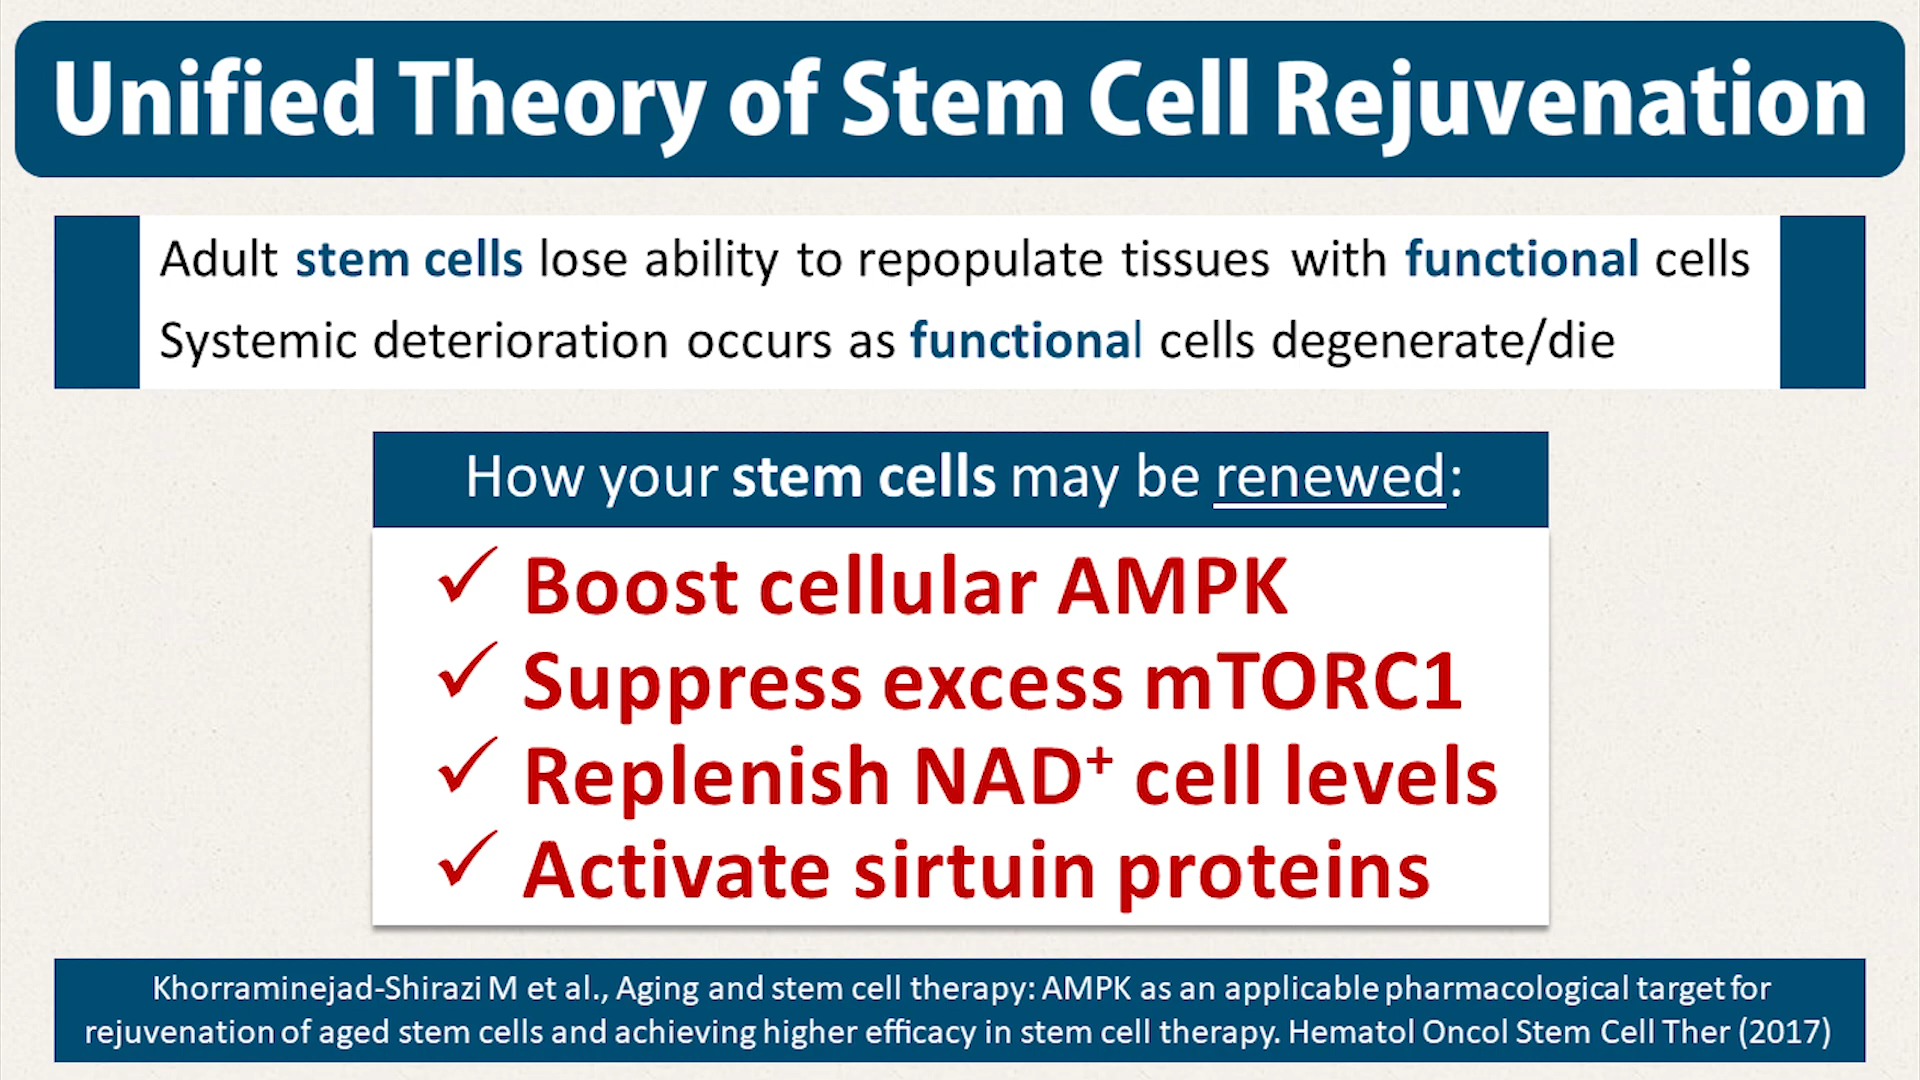 Unified Theory of Stem Cell Rejuvenation
Adult stem cells lose ability to repopulate tissues with functional cells
Systemic deterioration occurs as functional cells degenerate/die
How your stem cells may be renewed:
✓ Boost cellular AMPK
✓ Suppress excess mTORC1
✓ Replenish NAD⁺ cell levels
✓ Activate sirtuin proteins
Khorraminejad-Shirazi M et al., Aging and stem cell therapy: AMPK as an applicable pharmacological target for
rejuvenation of aged stem cells and achieving higher efficacy in stem cell therapy. Hematol Oncol Stem Cell Ther (2017)